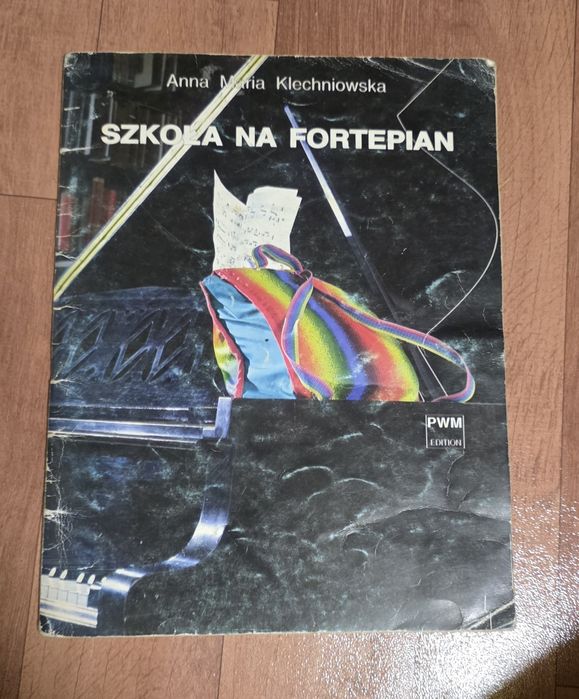 Anna Maria Klechniowska
SZKOŁA NA FORTEPIAN
PWM
EDITION